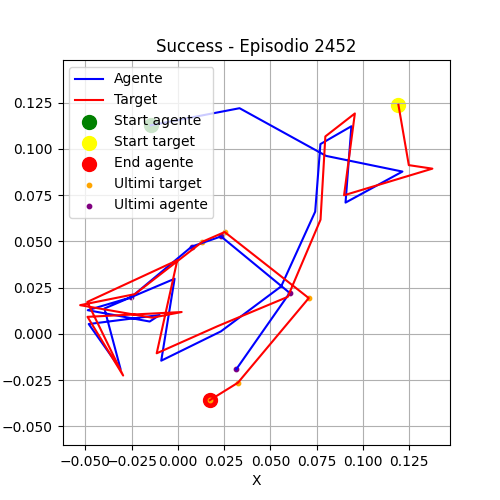 Success - Episodio 2452
Agente
Target
Start agente
Start target
End agente
Ultimi target
Ultimi agente
0.125
0.100
0.075
0.050
0.025
0.000
−0.025
−0.050
−0.050 −0.025 0.000 0.025 0.050 0.075 0.100 0.125
X